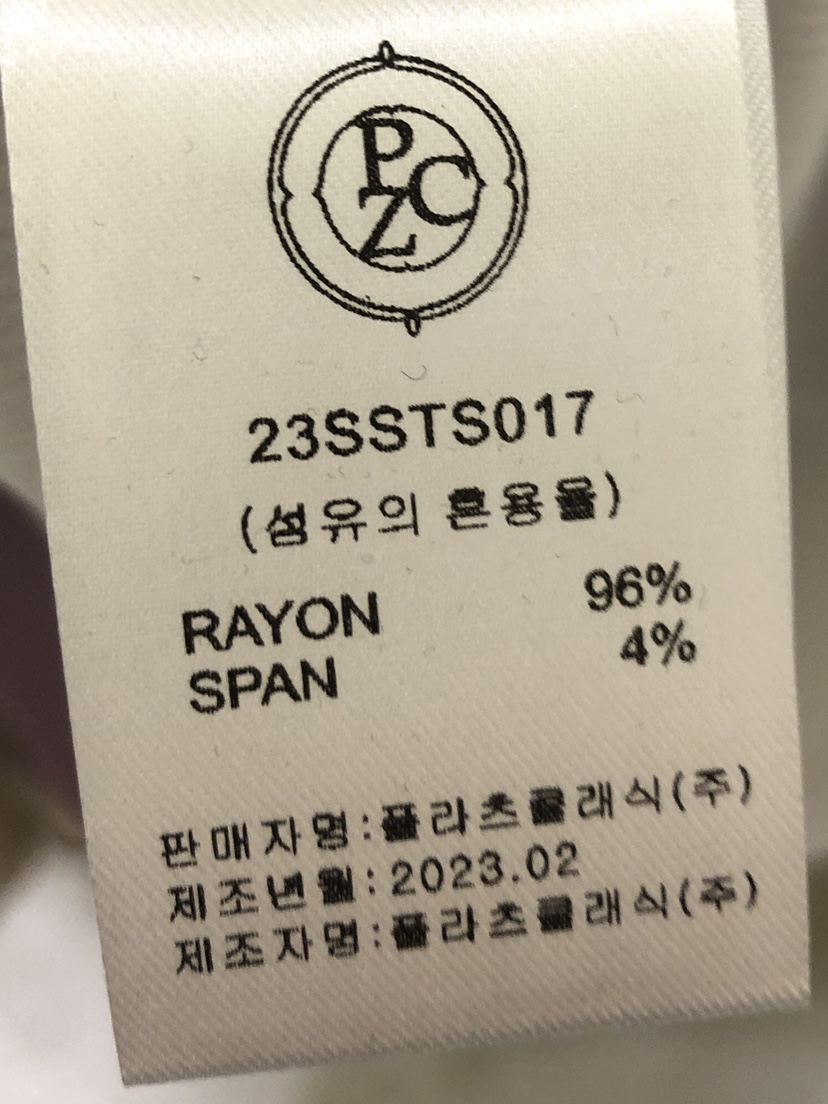 PCZ
23SSTS017
(섬유의 혼용율)
RAYON 96%
SPAN 4%
판매자명:플라츠클래식(주)
제조년월:2023.02
제조자명:플라츠클래식(주)